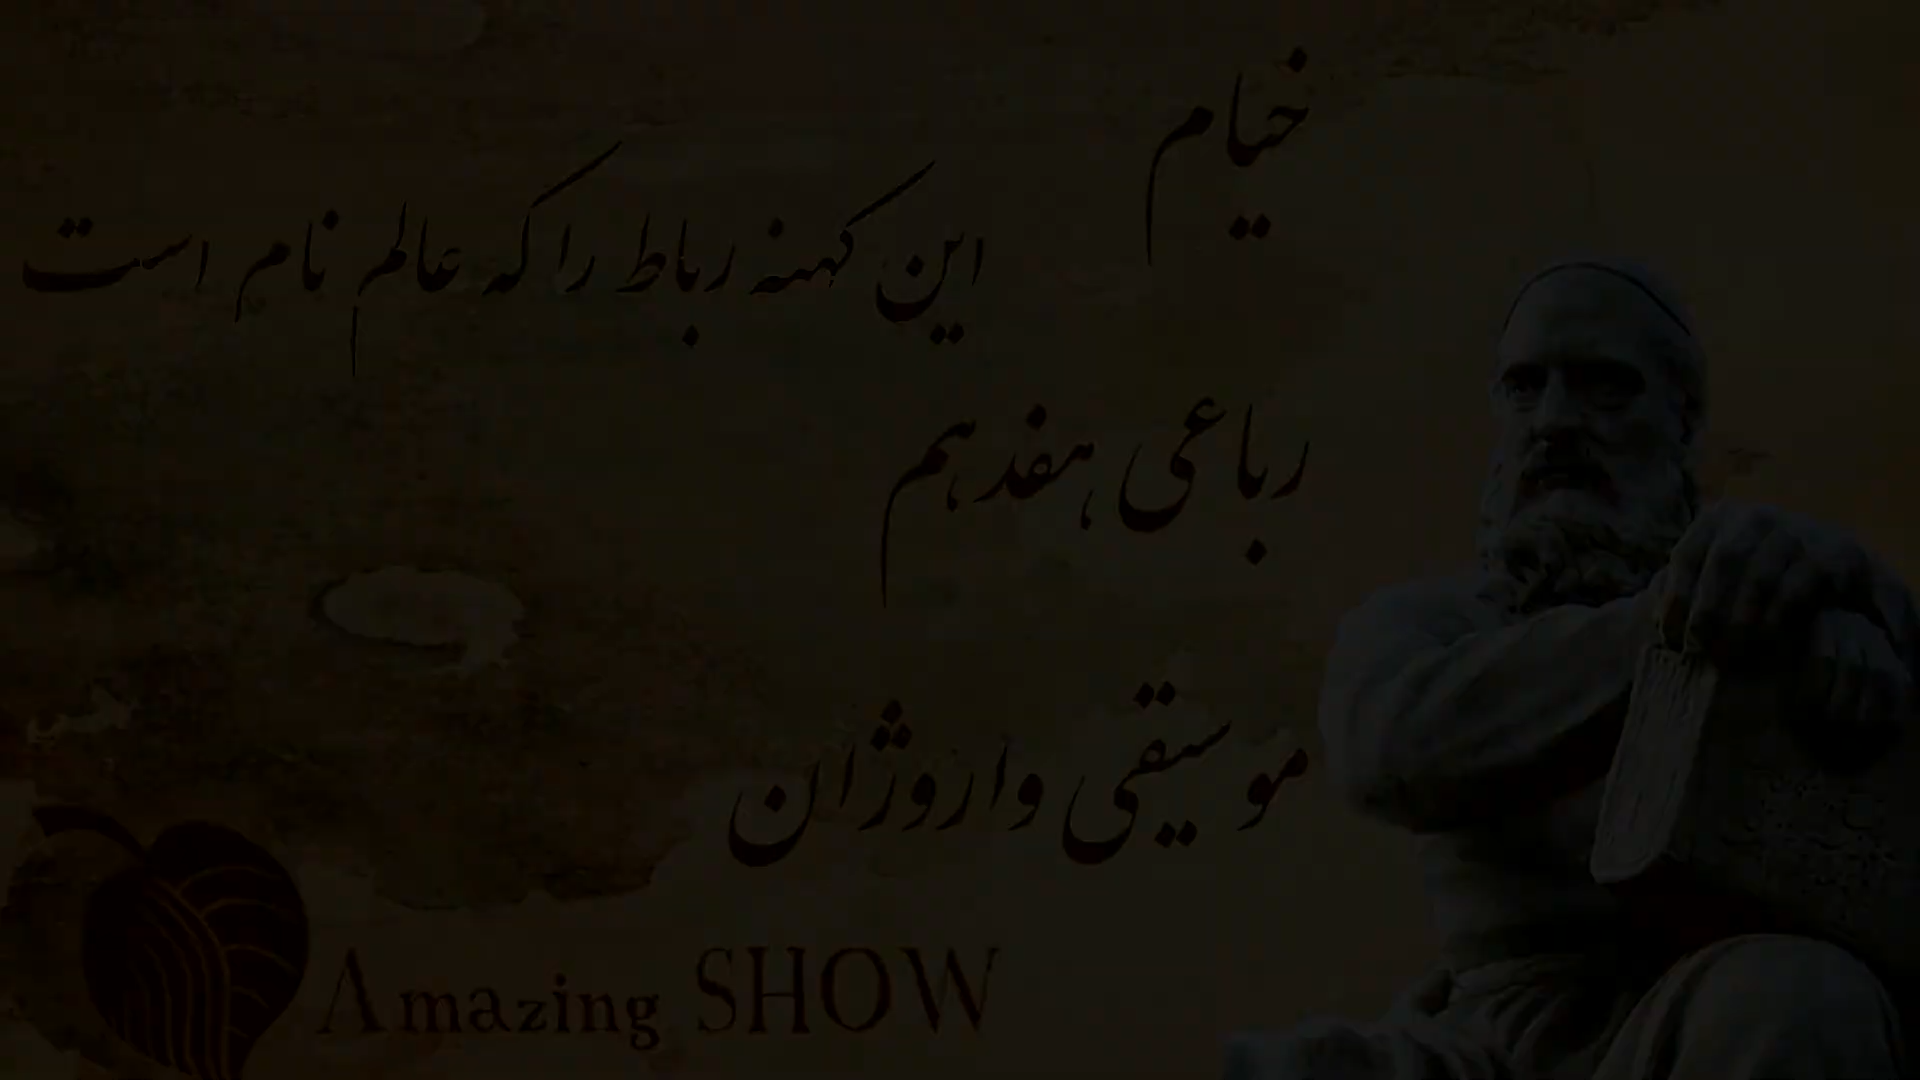 خیام
این کهنه رباط را که عالم نام است
رباعی هفدهم
موسیقی واروژان
Amazing SHOW